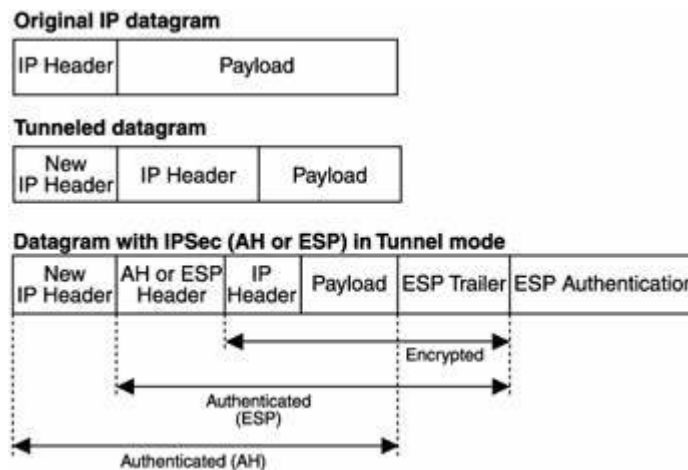 Original IP datagram
IP Header Payload
Tunneled datagram
New
IP Header IP Header Payload
Datagram with IPSec (AH or ESP) in Tunnel mode
New
IP Header
AH or ESP
Header
IP
Header
Payload
ESP Trailer
ESP Authentication
Encrypted
Authenticated
(ESP)
Authenticated (AH)